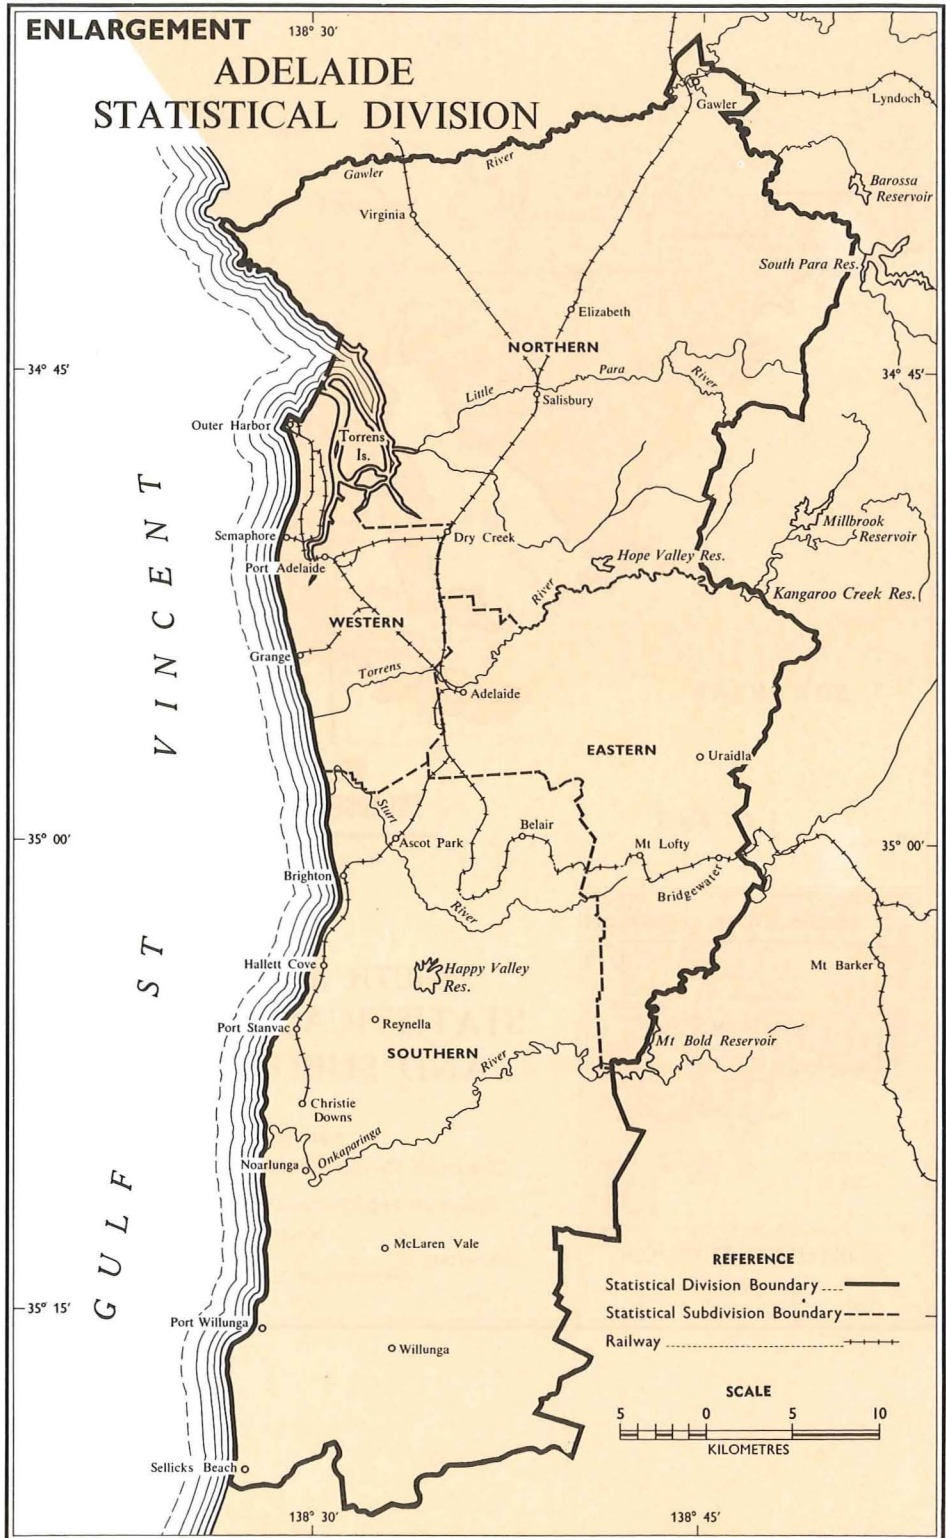 ENLARGEMENT
138° 30'
ADELAIDE
STATISTICAL DIVISION
Gawler
Lyndoch
Gawler River
Barossa
Reservoir
Virginia
South Para Res.
Elizabeth
NORTHERN
34° 45'
34° 45'
Little Para River
Salisbury
Outer Harbor
Torrens
Is.
Millbrook
Reservoir
Semaphore
Dry Creek
Port Adelaide
Hope Valley Res.
River
Kangaroo Creek Res.
WESTERN
Grange
Torrens
Adelaide
EASTERN
Uraidla
Sturt
Belair
35° 00'
Ascot Park
Mt Lofty
35° 00'
Brighton
Bridgewater
River
Hallett Cove
Happy Valley
Res.
Mt Barker
Port Stanvac
Reynella
Mt Bold Reservoir
SOUTHERN
River
Christie
Downs
Onkaparinga
Noarlunga
GULF ST VINCENT
McLaren Vale
REFERENCE
Statistical Division Boundary
35° 15'
Statistical Subdivision Boundary
Port Willunga
Railway
Willunga
SCALE
5 0 5 10
KILOMETRES
Sellicks Beach
138° 30'
138° 45'